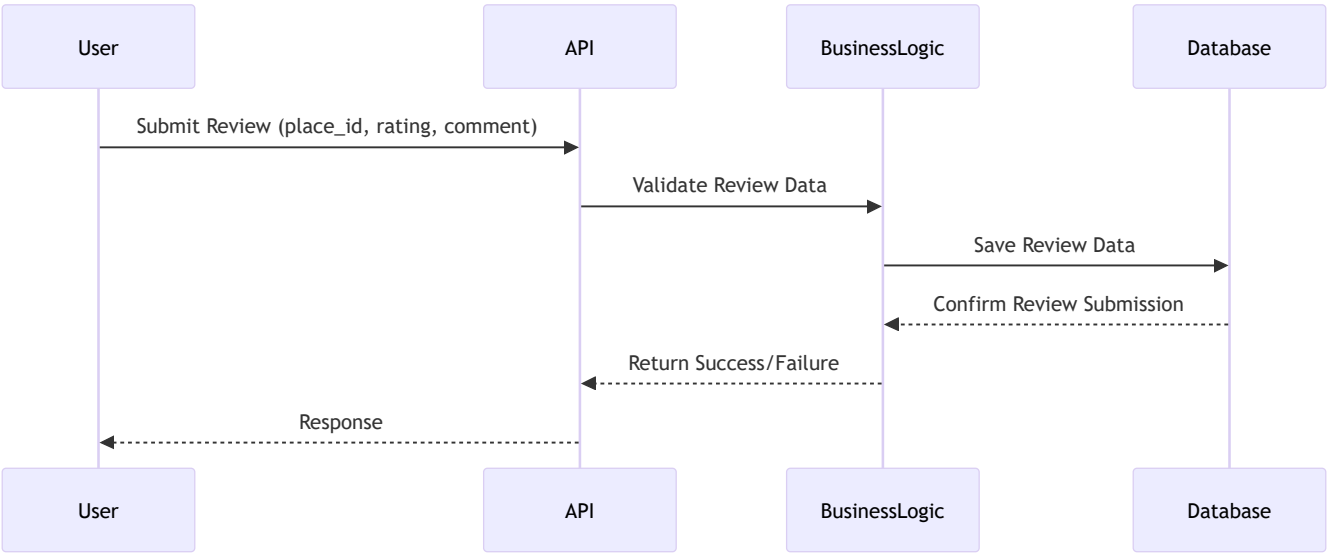 User
API
BusinessLogic
Database
Submit Review (place_id, rating, comment)
Validate Review Data
Save Review Data
Confirm Review Submission
Return Success/Failure
Response
User
API
BusinessLogic
Database